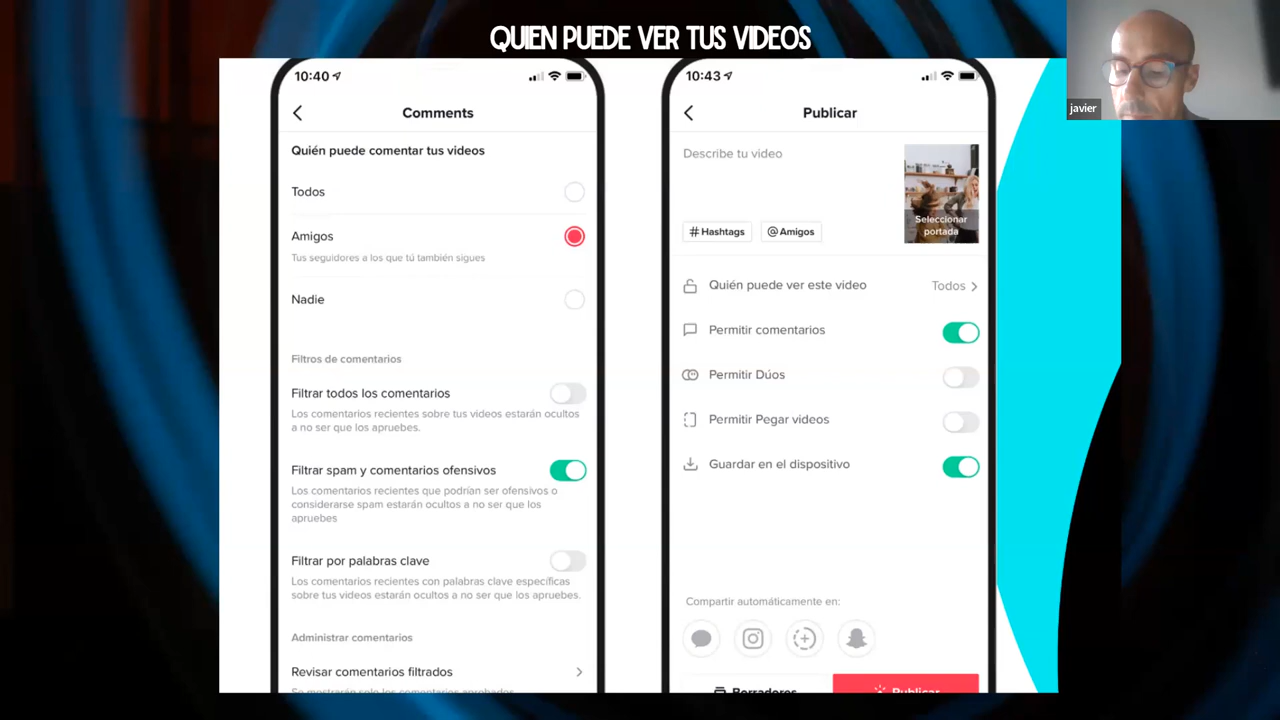 QUIEN PUEDE VER TUS VIDEOS
javier
10:40
Comments
Quién puede comentar tus videos
Todos
Amigos
Tus seguidores a los que tú también sigues
Nadie
Filtros de comentarios
Filtrar todos los comentarios
Los comentarios recientes sobre tus videos estarán ocultos
a no ser que los apruebes.
Filtrar spam y comentarios ofensivos
Los comentarios recientes que podrían ser ofensivos o
considerarse spam estarán ocultos a no ser que los
apruebes
Filtrar por palabras clave
Los comentarios recientes con palabras clave específicas
sobre tus videos estarán ocultos a no ser que los apruebes.
Administrar comentarios
Revisar comentarios filtrados
Se mostrarán solo los comentarios aprobados
10:43
Publicar
Describe tu video
Seleccionar
portada
# Hashtags
@ Amigos
Quién puede ver este video
Todos
Permitir comentarios
Permitir Dúos
Permitir Pegar videos
Guardar en el dispositivo
Compartir automáticamente en:
Borradores
Publicar